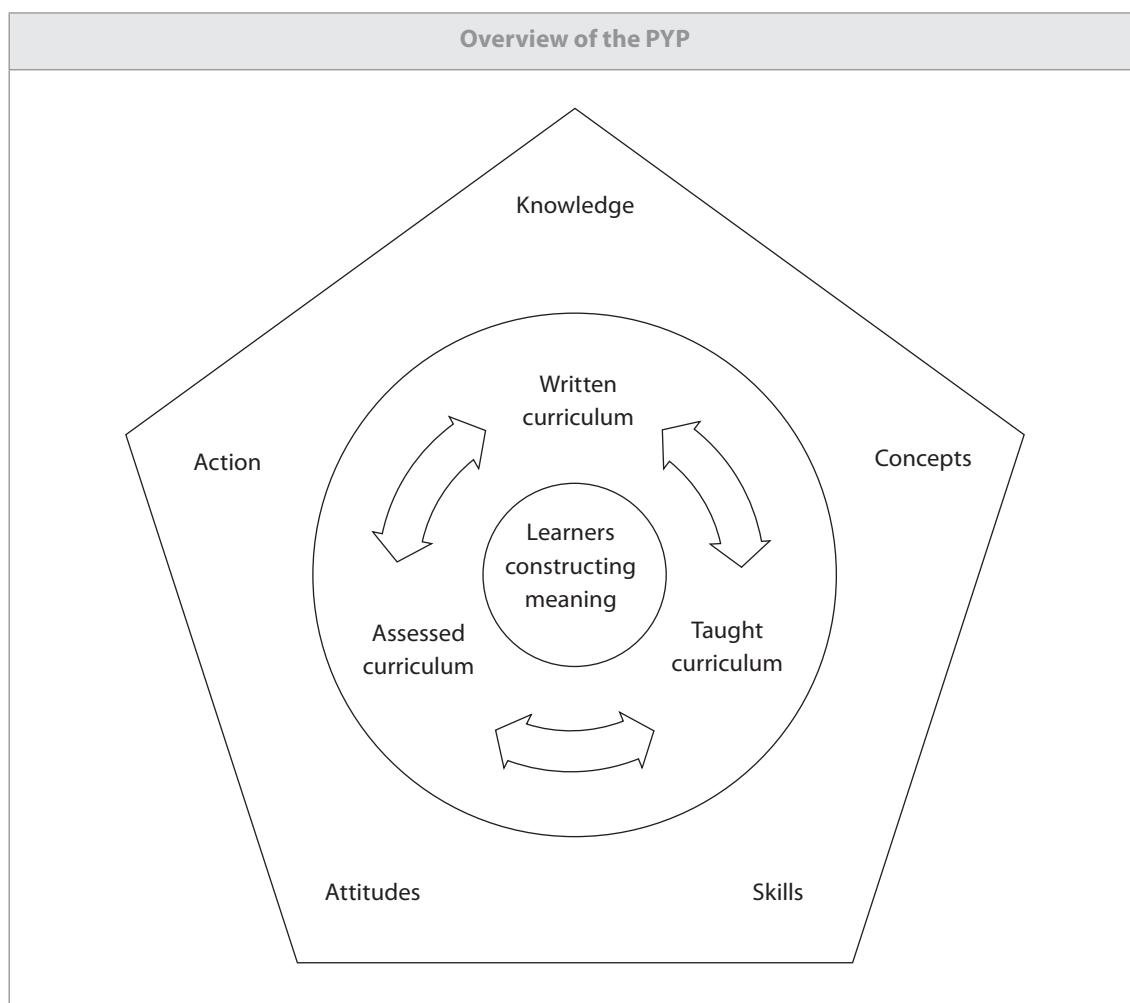 Overview of the PYP
Knowledge
Written
curriculum
Action
Concepts
Learners
constructing
meaning
Assessed
curriculum
Taught
curriculum
Attitudes
Skills